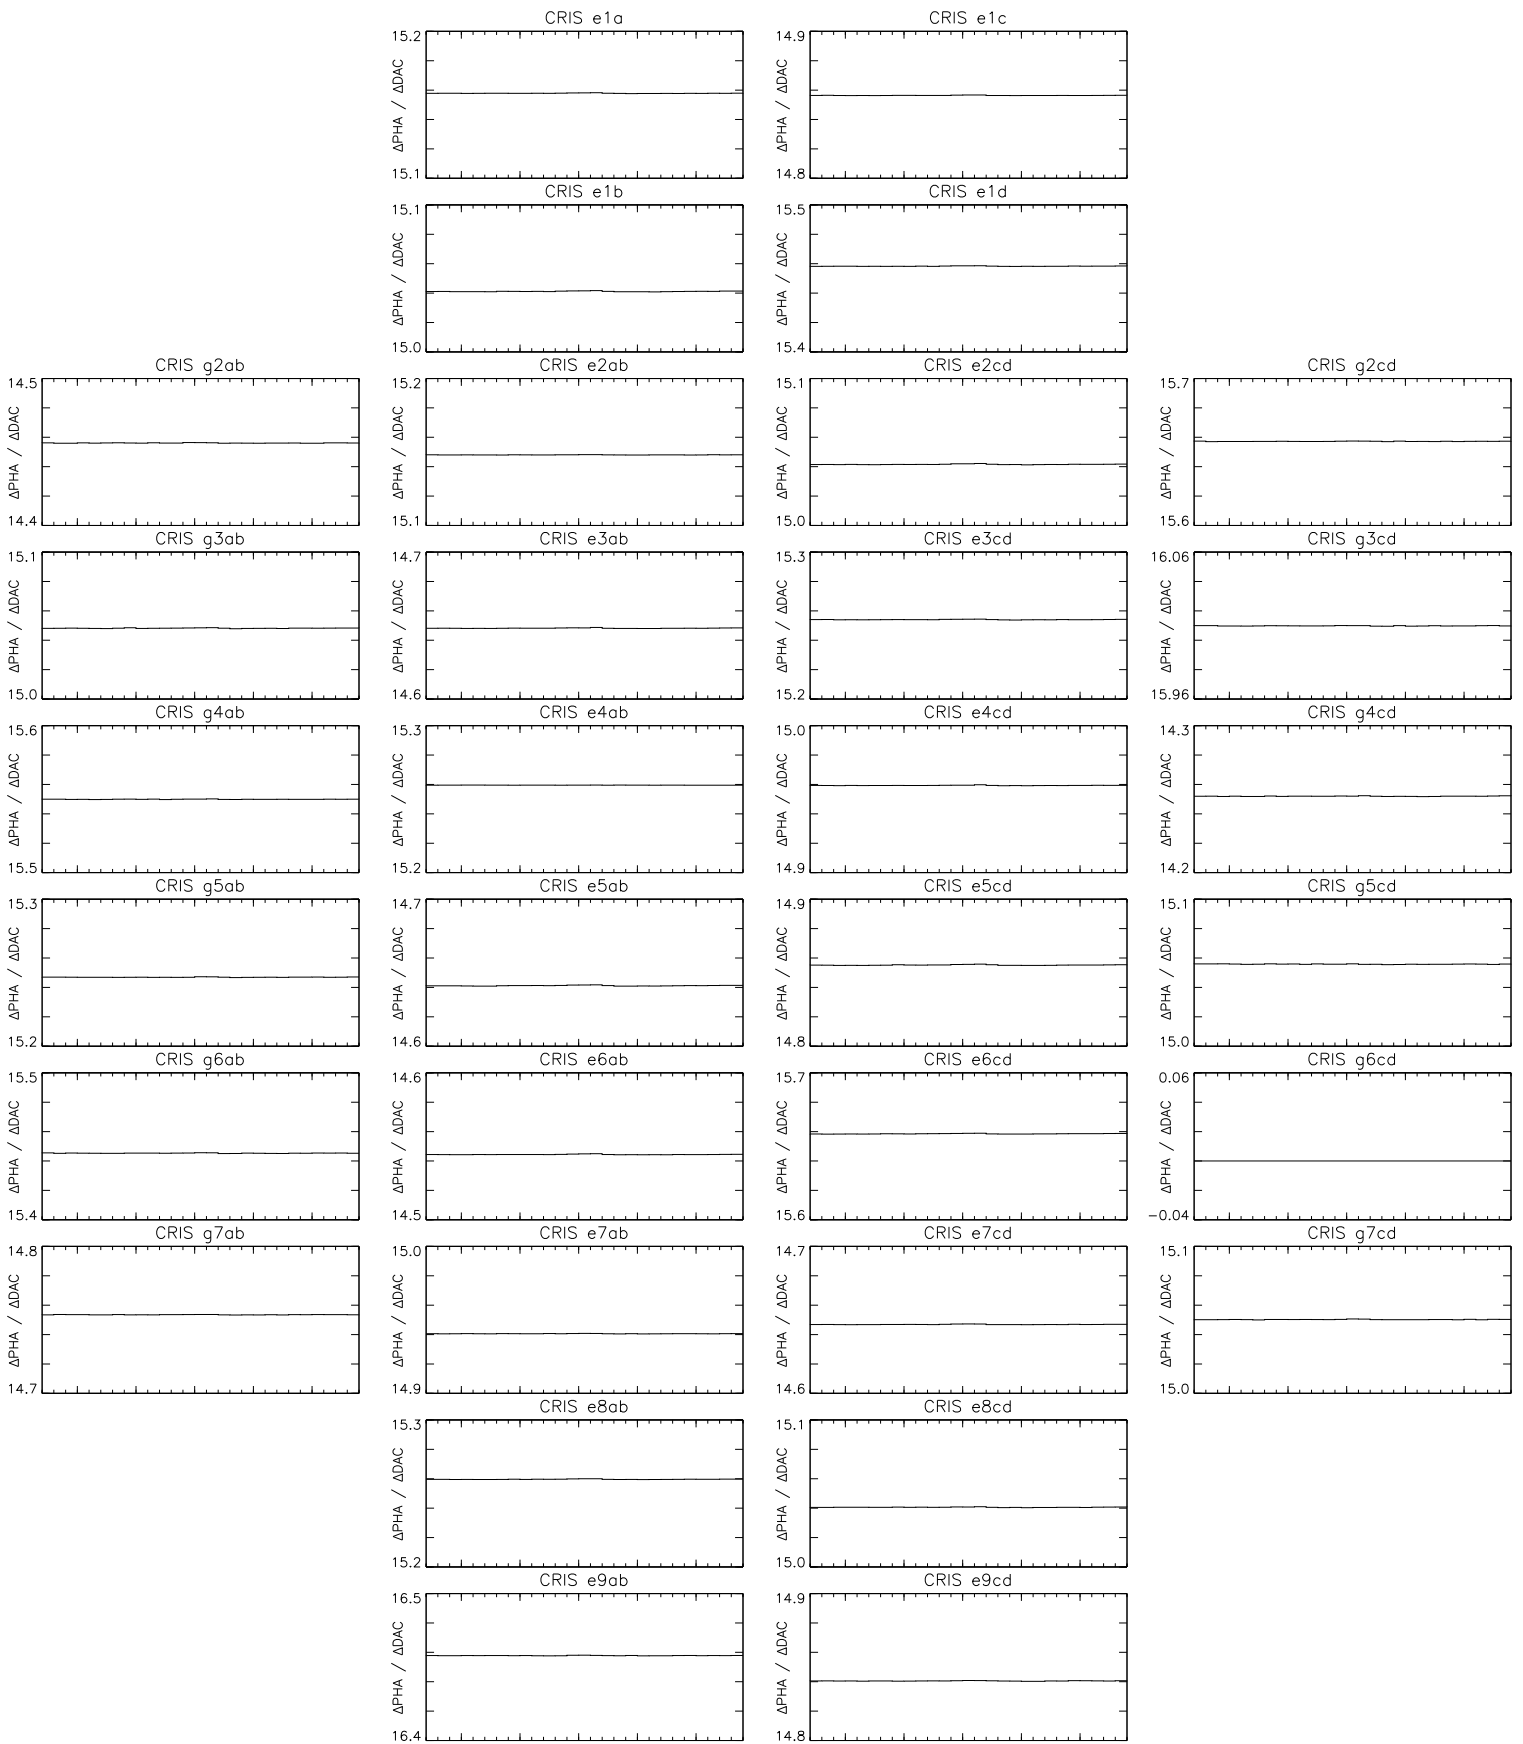 CRIS e1a
CRIS e1c
15.2
ΔPHA / ΔDAC
15.1
14.9
ΔPHA / ΔDAC
14.8
CRIS e1b
CRIS e1d
15.1
ΔPHA / ΔDAC
15.0
15.5
ΔPHA / ΔDAC
15.4
CRIS g2ab
CRIS e2ab
CRIS e2cd
CRIS g2cd
14.5
ΔPHA / ΔDAC
14.4
15.2
ΔPHA / ΔDAC
15.1
15.1
ΔPHA / ΔDAC
15.0
15.7
ΔPHA / ΔDAC
15.6
CRIS g3ab
CRIS e3ab
CRIS e3cd
CRIS g3cd
15.1
ΔPHA / ΔDAC
15.0
14.7
ΔPHA / ΔDAC
14.6
15.3
ΔPHA / ΔDAC
15.2
16.06
ΔPHA / ΔDAC
15.96
CRIS g4ab
CRIS e4ab
CRIS e4cd
CRIS g4cd
15.6
ΔPHA / ΔDAC
15.5
15.3
ΔPHA / ΔDAC
15.2
15.0
ΔPHA / ΔDAC
14.9
14.3
ΔPHA / ΔDAC
14.2
CRIS g5ab
CRIS e5ab
CRIS e5cd
CRIS g5cd
15.3
ΔPHA / ΔDAC
15.2
14.7
ΔPHA / ΔDAC
14.6
14.9
ΔPHA / ΔDAC
14.8
15.1
ΔPHA / ΔDAC
15.0
CRIS g6ab
CRIS e6ab
CRIS e6cd
CRIS g6cd
15.5
ΔPHA / ΔDAC
15.4
14.6
ΔPHA / ΔDAC
14.5
15.7
ΔPHA / ΔDAC
15.6
0.06
ΔPHA / ΔDAC
−0.04
CRIS g7ab
CRIS e7ab
CRIS e7cd
CRIS g7cd
14.8
ΔPHA / ΔDAC
14.7
15.0
ΔPHA / ΔDAC
14.9
14.7
ΔPHA / ΔDAC
14.6
15.1
ΔPHA / ΔDAC
15.0
CRIS e8ab
CRIS e8cd
15.3
ΔPHA / ΔDAC
15.2
15.1
ΔPHA / ΔDAC
15.0
CRIS e9ab
CRIS e9cd
16.5
ΔPHA / ΔDAC
16.4
14.9
ΔPHA / ΔDAC
14.8